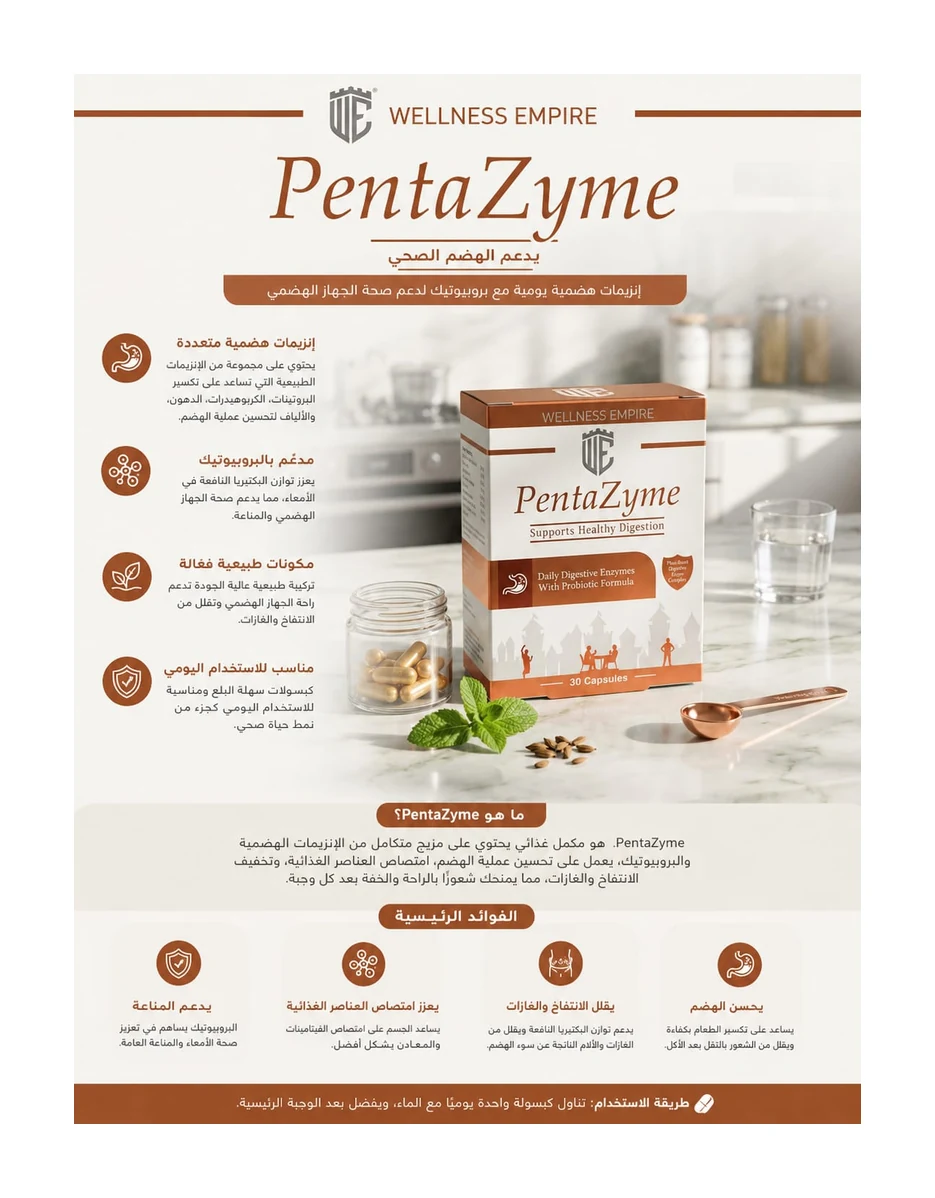 WE® WELLNESS EMPIRE
PentaZyme
يدعم الهضم الصحي
إنزيمات هضمية يومية مع بروبيوتيك لدعم صحة الجهاز الهضمي
إنزيمات هضمية متعددة
يحتوي على مجموعة من الإنزيمات
الطبيعية التي تساعد على تكسير
البروتينات، الكربوهيدرات، الدهون،
والألياف لتحسين عملية الهضم.
مدعُم بالبروبيوتيك
يعزز توازن البكتيريا النافعة في
الأمعاء، مما يدعم صحة الجهاز
الهضمي والمناعة.
مكونات طبيعية فعّالة
تركيبة طبيعية عالية الجودة تدعم
راحة الجهاز الهضمي وتقلل من
الانتفاخ والغازات.
مناسب للاستخدام اليومي
كبسولات سهلة البلع ومناسبة
للاستخدام اليومي كجزء من
نمط حياة صحي.
WELLNESS EMPIRE
WE
PentaZyme
Supports Healthy Digestion
Daily Digestive Enzymes
With Probiotic Formula
30 Capsules
ما هو PentaZyme؟
PentaZyme. هو مكمل غذائي يحتوي على مزيج متكامل من الإنزيمات الهضمية
والبروبيوتيك، يعمل على تحسين عملية الهضم، امتصاص العناصر الغذائية، وتخفيف
الانتفاخ والغازات، مما يمنحك شعورًا بالراحة والخفة بعد كل وجبة.
الفوائد الرئيسية
يحسن الهضم
يساعد على تكسير الطعام بكفاءة
ويقلل من الشعور بالثقل بعد الأكل.
يقلل الانتفاخ والغازات
يدعم توازن البكتيريا النافعة ويقلل من
الغازات والألام الناتجة عن سوء الهضم.
يعزز امتصاص العناصر الغذائية
يساعد الجسم على امتصاص الفيتامينات
والمعادن بشكل أفضل.
يدعم المناعة
البروبيوتيك يساهم في تعزيز
صحة الأمعاء والمناعة العامة.
طريقة الاستخدام: تناول كبسولة واحدة يوميًا مع الماء، ويفضل بعد الوجبة الرئيسية.